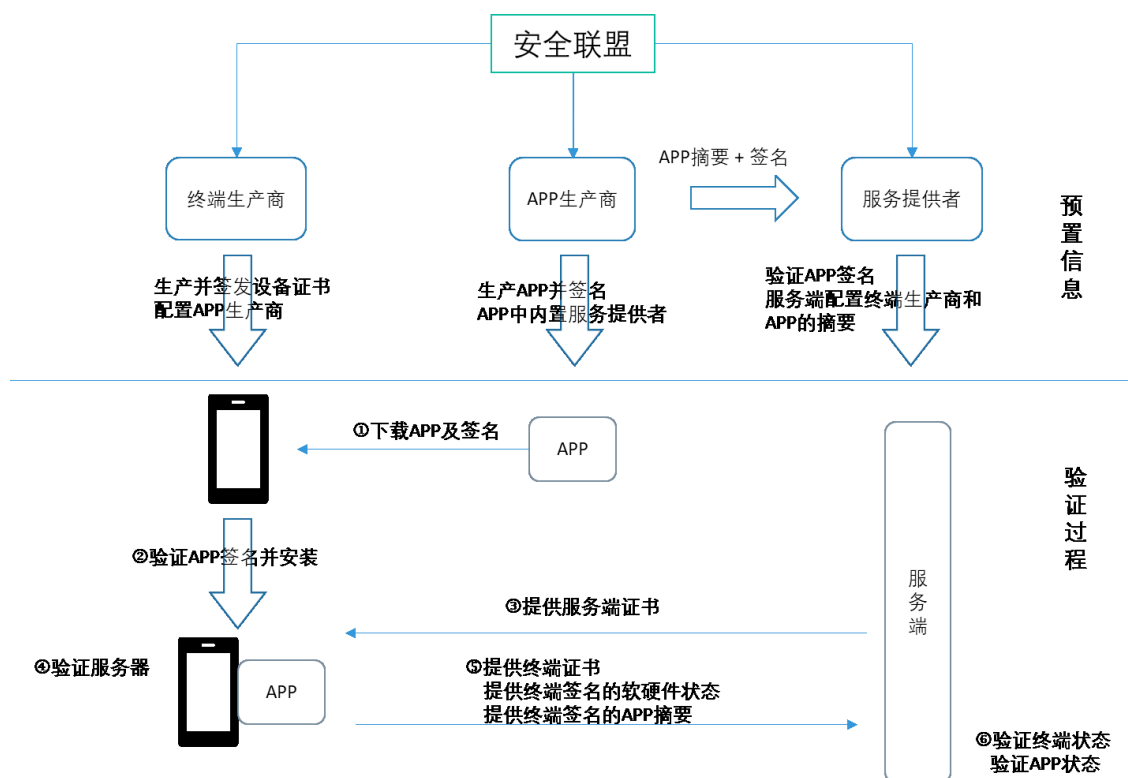 安全联盟
终端生产商
APP生产商
APP摘要 + 签名
服务提供者
预置信息
生产并签发设备证书
配置APP生产商
生产APP并签名
APP中内置服务提供者
验证APP签名
服务端配置终端生产商和
APP的摘要
①下载APP及签名
APP
验证过程
②验证APP签名并安装
服务端
③提供服务端证书
④验证服务器
APP
⑤提供终端证书
提供终端签名的软硬件状态
提供终端签名的APP摘要
⑥验证终端状态
验证APP状态